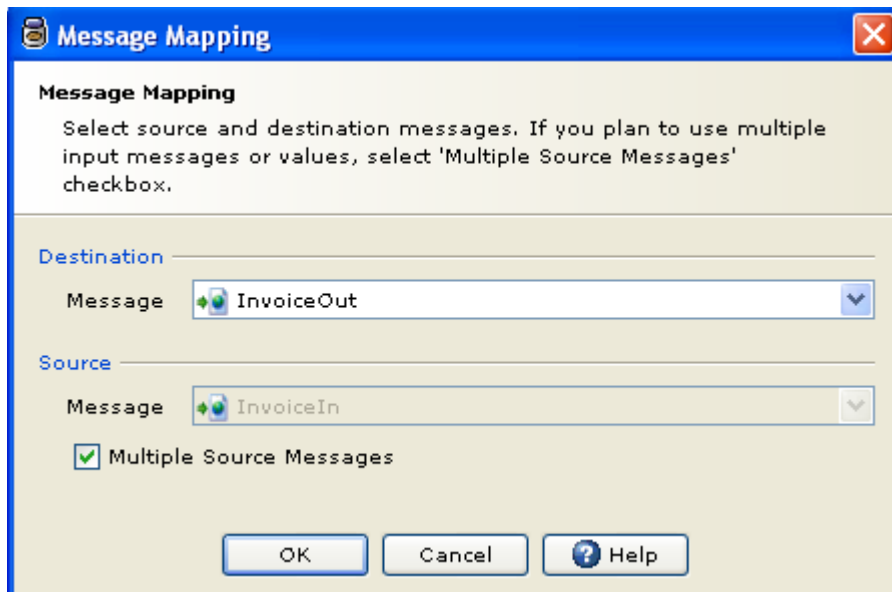 Message Mapping
Message Mapping
Select source and destination messages. If you plan to use multiple
input messages or values, select 'Multiple Source Messages'
checkbox.
Destination
Message InvoiceOut
Source
Message InvoiceIn
Multiple Source Messages
OK Cancel Help